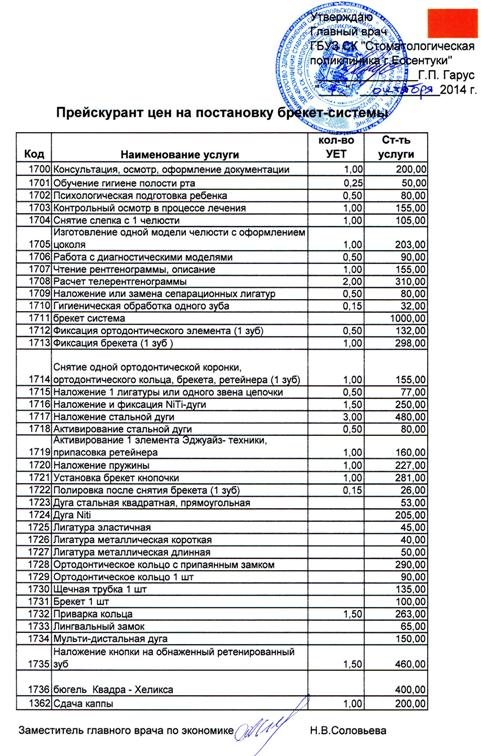 Утверждаю
Главный врач
ГБУЗ СК "Стоматологическая
поликлиника г.Ессентуки"
Г.П. Гарус
октября 2014 г.
Прейскурант цен на постановку брекет-системы
Код Наименование услуги кол-во УЕТ Ст-ть услуги
1700 Консультация, осмотр, оформление документации 1,00 200,00
1701 Обучение гигиене полости рта 0,25 50,00
1702 Психологическая подготовка ребенка 0,50 80,00
1703 Контрольный осмотр в процессе лечения 1,00 155,00
1704 Снятие слепка с 1 челюсти 1,00 105,00
Изготовление одной модели челюсти с оформлением
1705 цоколя 1,00 203,00
1706 Работа с диагностическими моделями 0,50 90,00
1707 Чтение рентгенограммы, описание 1,00 155,00
1708 Расчет телерентгенограммы 2,00 310,00
1709 Наложение или замена сепарационных лигатур 0,50 80,00
1710 Гигиеническая обработка одного зуба 0,15 32,00
1711 брекет система 1000,00
1712 Фиксация ортодонтического элемента (1 зуб) 0,50 132,00
1713 Фиксация брекета (1 зуб ) 1,00 298,00
Снятие одной ортодонтической коронки,
1714 ортодонтического кольца, брекета, ретейнера (1 зуб) 1,00 155,00
1715 Наложение 1 лигатуры или одного звена цепочки 0,50 77,00
1716 Наложение и фиксация NiTi-дуги 1,50 250,00
1717 Наложение стальной дуги 3,00 480,00
1718 Активирование стальной дуги 0,50 80,00
Активирование 1 элемента Эджуайз- техники,
1719 припасовка ретейнера 1,00 160,00
1720 Наложение пружины 1,00 227,00
1721 Установка брекет кнопочки 1,00 281,00
1722 Полировка после снятия брекета (1 зуб) 0,15 26,00
1723 Дуга стальная квадратная, прямоугольная 53,00
1724 Дуга Niti 205,00
1725 Лигатура эластичная 45,00
1726 Лигатура металлическая короткая 40,00
1727 Лигатура металлическая длинная 50,00
1728 Ортодонтическое кольцо с припаянным замком 290,00
1729 Ортодонтическое кольцо 1 шт 90,00
1730 Щечная трубка 1 шт 135,00
1731 Брекет 1 шт 100,00
1732 Приварка кольца 1,50 263,00
1733 Лингвальный замок 65,00
1734 Мульти-дистальная дуга 150,00
Наложение кнопки на обнаженный ретенированный
1735 зуб 1,50 460,00
1736 бюгель Квадра - Хеликса 400,00
1362 Сдача каппы 1,00 200,00
Заместитель главного врача по экономике Н.В.Соловьева